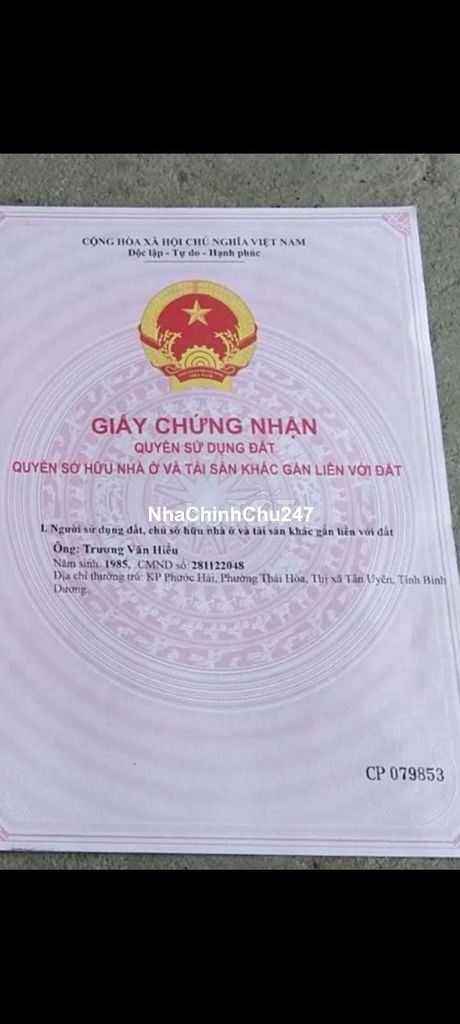 CỘNG HÒA XÃ HỘI CHỦ NGHĨA VIỆT NAM
Độc lập - Tự do - Hạnh phúc
GIẤY CHỨNG NHẬN
QUYỀN SỬ DỤNG ĐẤT
QUYỀN SỞ HỮU NHÀ Ở VÀ TÀI SẢN KHÁC GẮN LIỀN VỚI ĐẤT
NhaChinhChu247
I. Người sử dụng đất, chủ sở hữu nhà ở và tài sản khác gắn liền với đất
Ông: Trương Văn Hiếu
Năm sinh: 1985, CMND số: 281122048
Địa chỉ thường trú: KP Phước Hải, Phường Thái Hòa, Thị xã Tân Uyên, Tỉnh Bình
Dương.
CP 079853